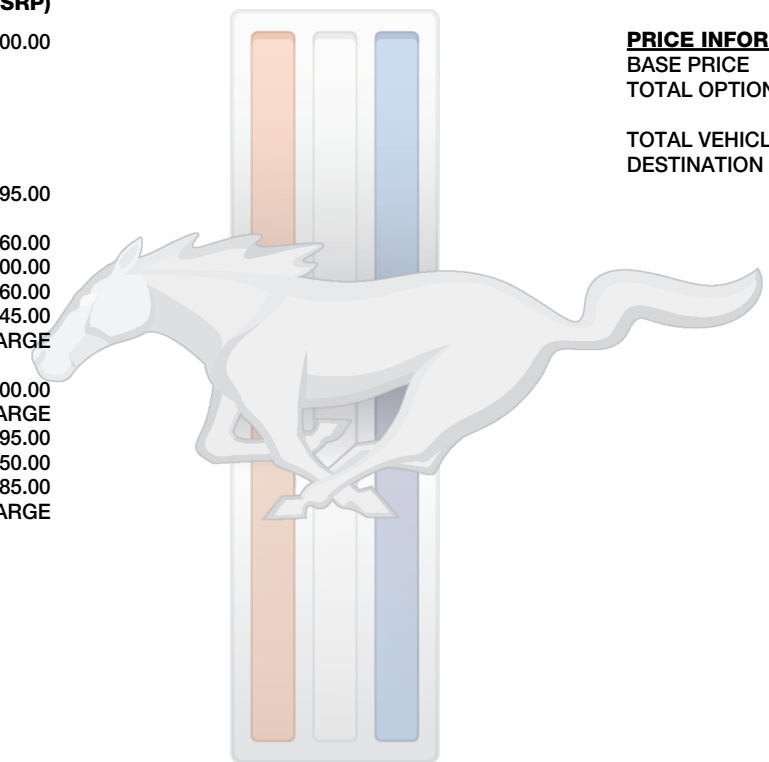 SRP)
00.00
95.00
60.00
00.00
60.00
45.00
ARGE
00.00
ARGE
95.00
50.00
85.00
ARGE
PRICE INFOR
BASE PRICE
TOTAL OPTION
TOTAL VEHICL
DESTINATION